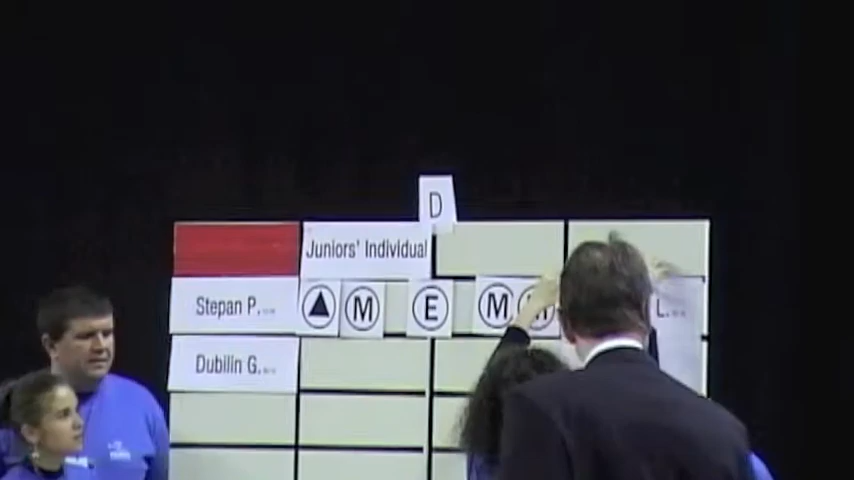 D
Juniors' Individual
Stepan P.
M E M M
L.
Dubilin G.